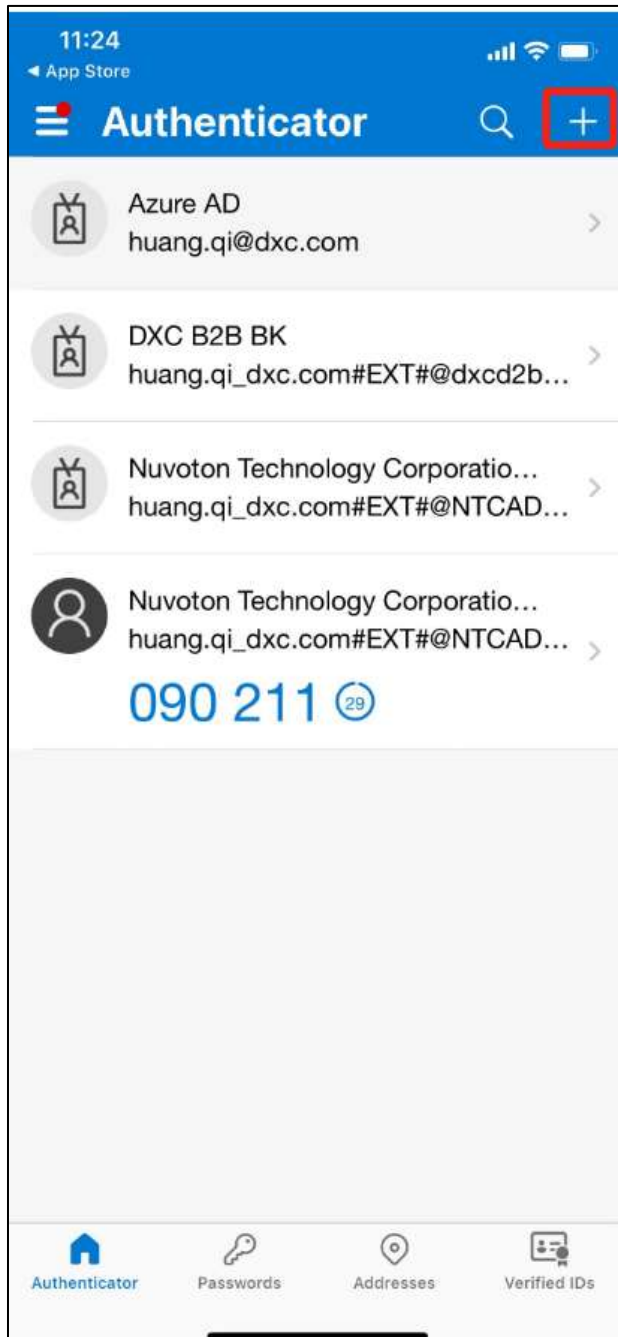 11:24
◀ App Store
Authenticator
Azure AD
huang.qi@dxc.com
DXC B2B BK
huang.qi_dxc.com#EXT#@dxcd2b...
Nuvoton Technology Corporatio...
huang.qi_dxc.com#EXT#@NTCAD...
Nuvoton Technology Corporatio...
huang.qi_dxc.com#EXT#@NTCAD...
090 211 29
Authenticator Passwords Addresses Verified IDs